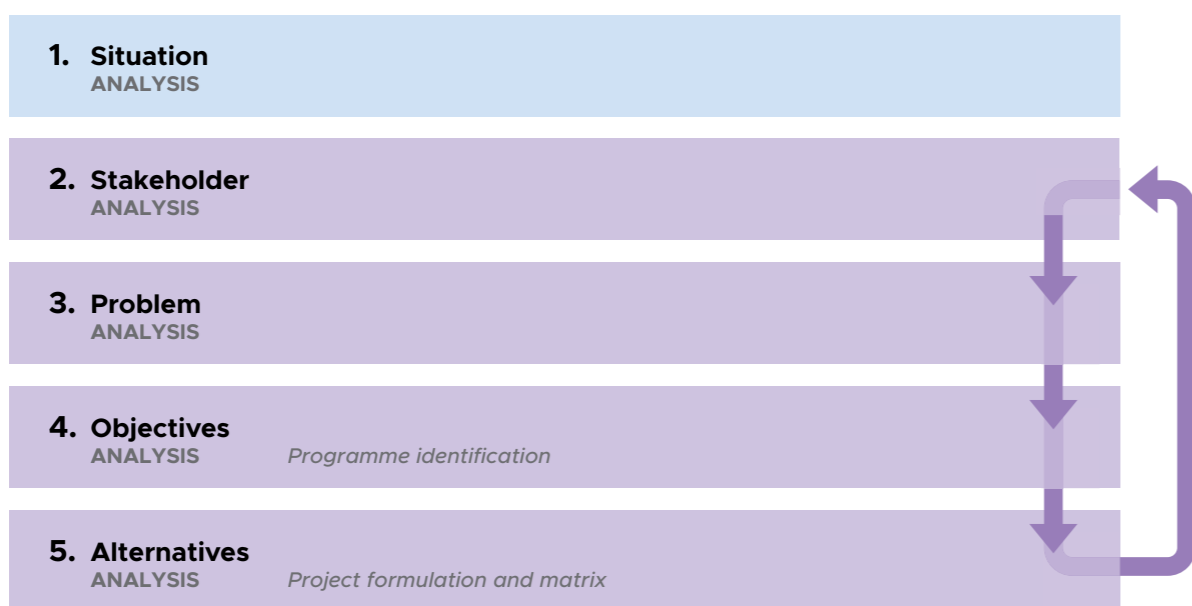 1. Situation
ANALYSIS
2. Stakeholder
ANALYSIS
3. Problem
ANALYSIS
4. Objectives
ANALYSIS Programme identification
5. Alternatives
ANALYSIS Project formulation and matrix